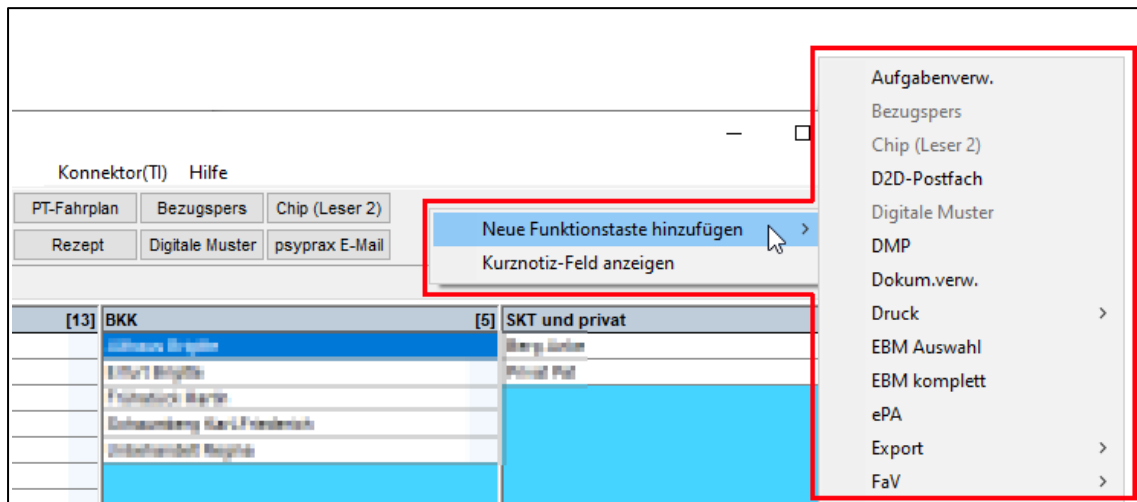 Konnektor(TI) Hilfe
PT-Fahrplan Bezugspers Chip (Leser 2)
Rezept Digitale Muster psyprax E-Mail
Neue Funktionstaste hinzufügen
Kurznotiz-Feld anzeigen
Aufgabenverw.
Bezugspers
Chip (Leser 2)
D2D-Postfach
Digitale Muster
DMP
Dokum.verw.
Druck
EBM Auswahl
EBM komplett
ePA
Export
FaV
[13] BKK [5] SKT und privat